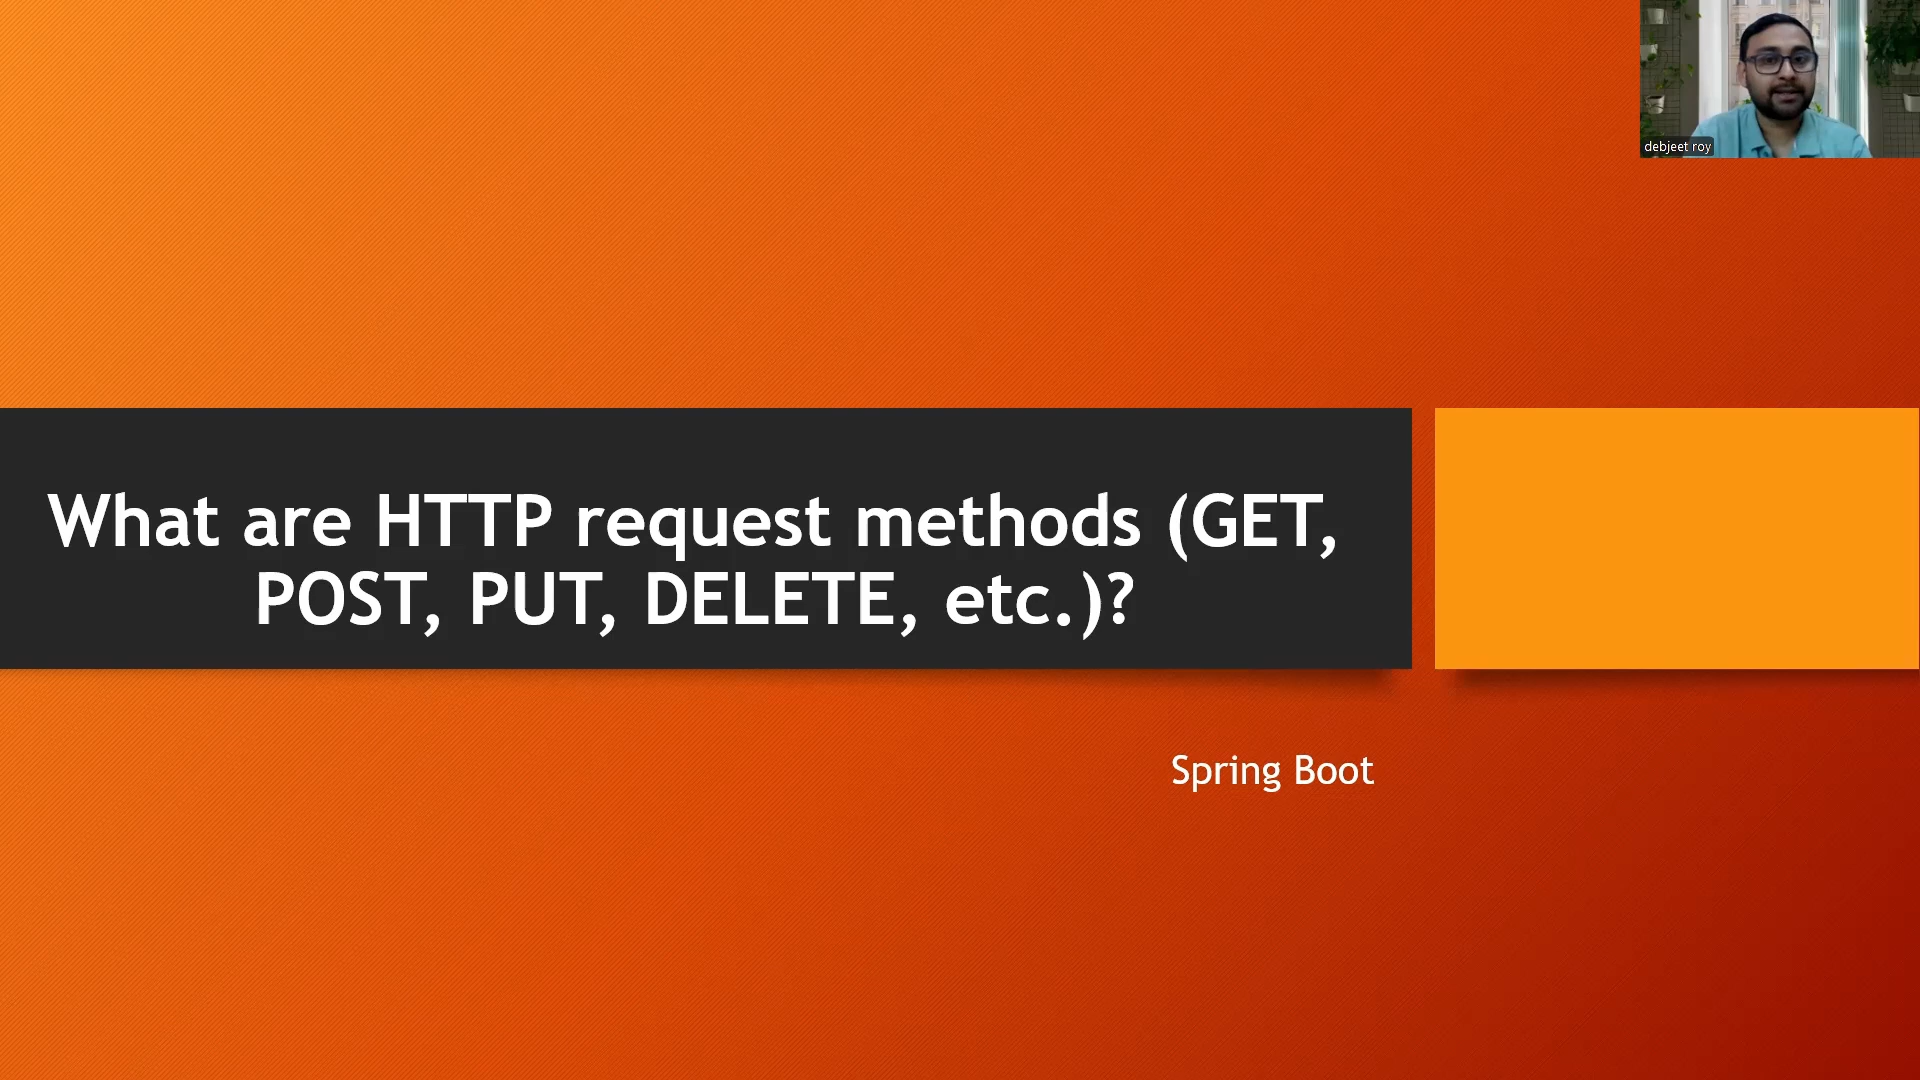 debjeet roy
What are HTTP request methods (GET,
POST, PUT, DELETE, etc.)?
Spring Boot